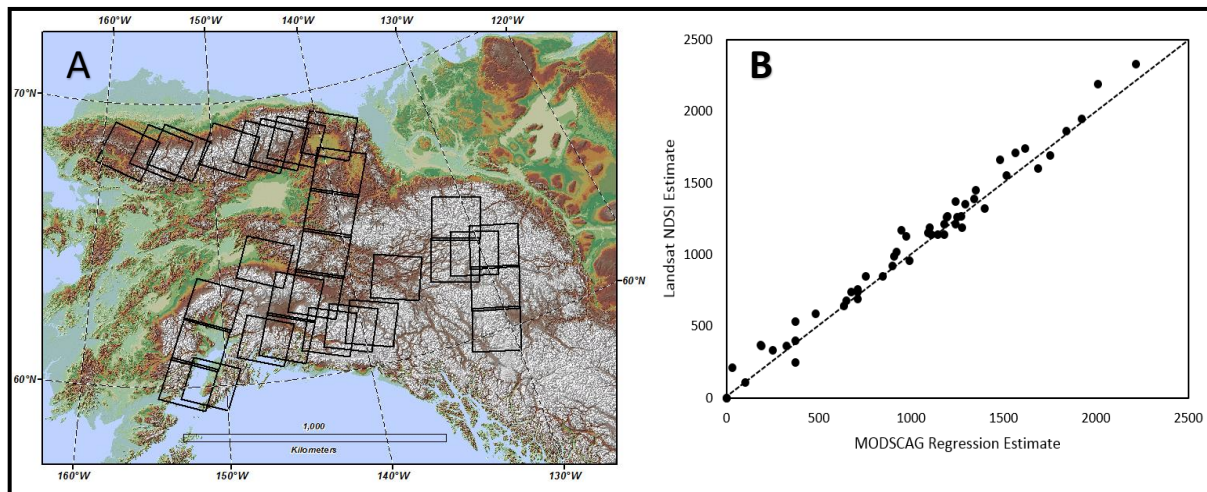 160°W 150°W 140°W 130°W 120°W
A
70°N
60°N
60°N
1,000
Kilometers
160°W 150°W 140°W 130°W
B
Landsat NDSI Estimate
2500
2000
1500
1000
500
0
0 500 1000 1500 2000 2500
MODSCAG Regression Estimate